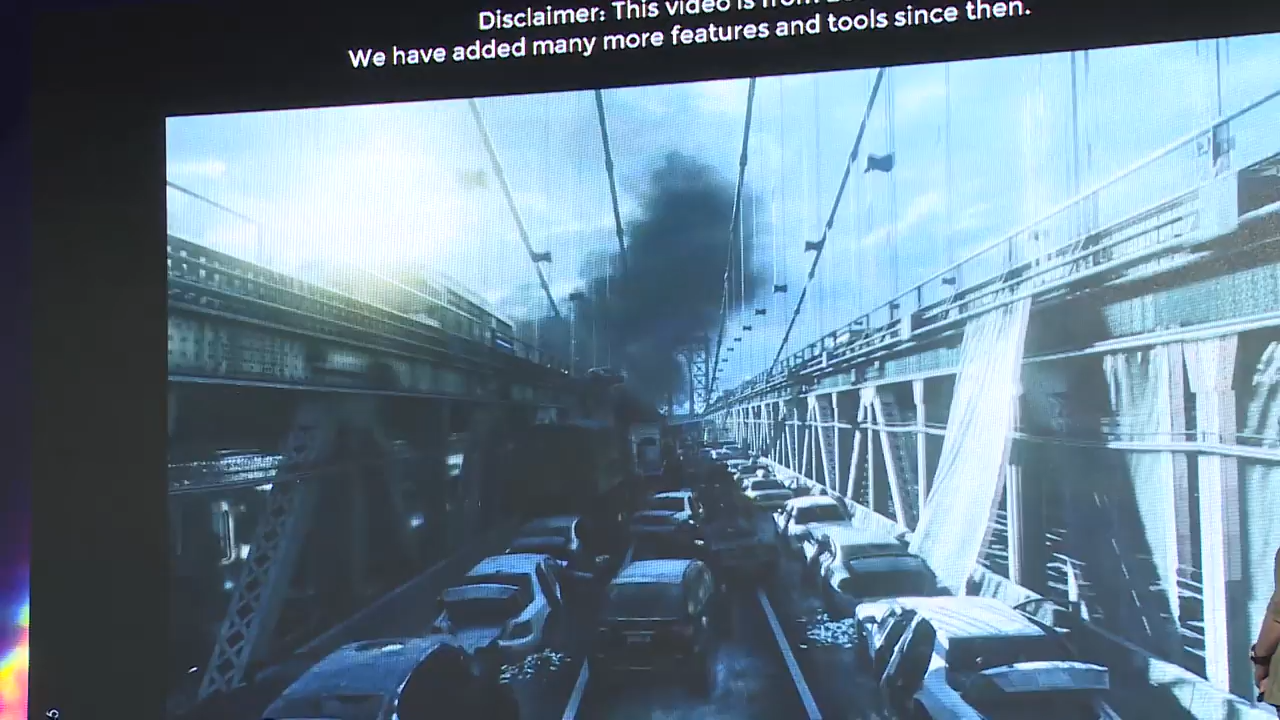 Disclaimer: This video is from
We have added many more features and tools since then.